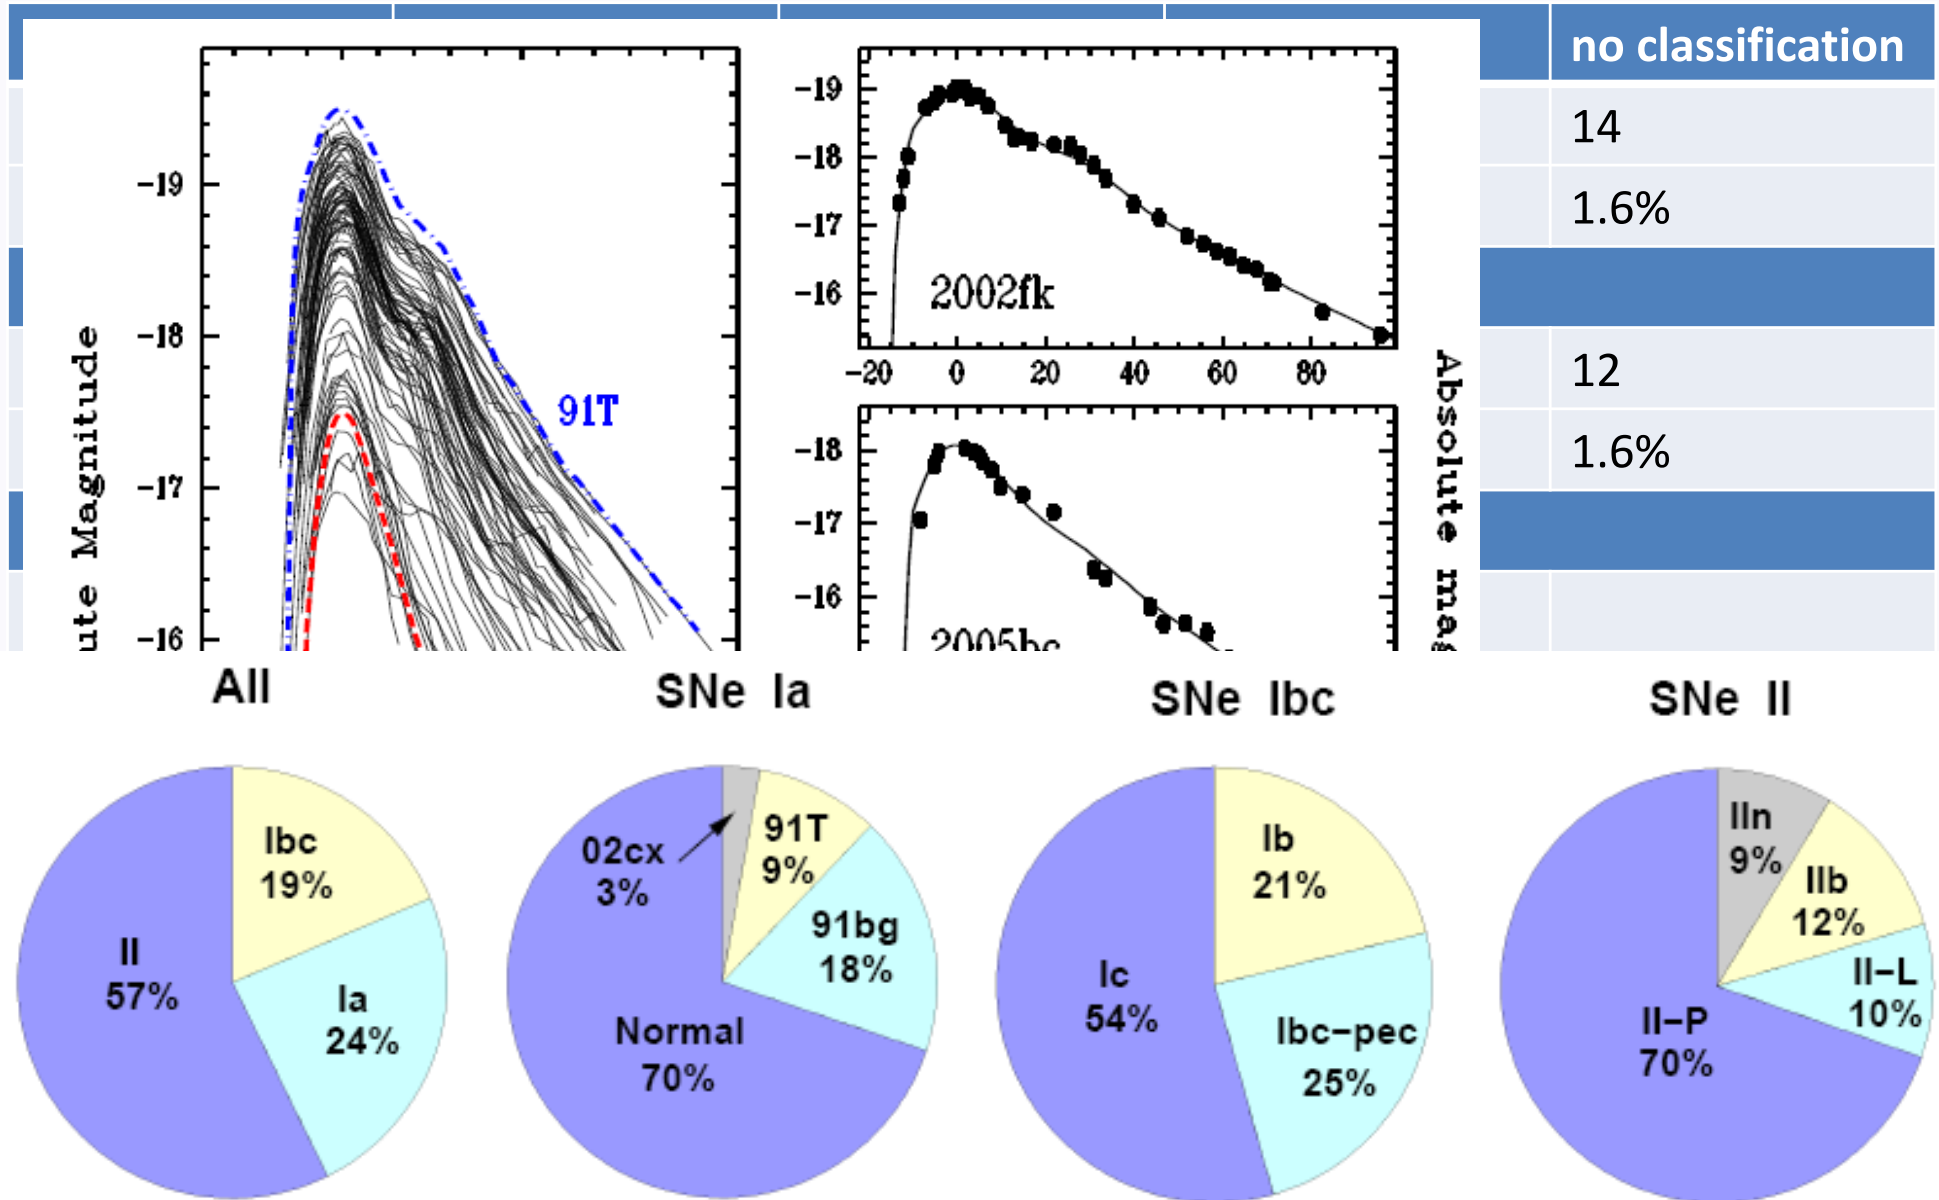 no classification
14
1.6%
12
1.6%
ute Magnitude
-19
-18
-17
-16
91T
-19
-18
-17
-16
2002fk
-20 0 20 40 60 80
-18
-17
-16
2005bc
Absolute mag
All
Ibc
19%
II
57%
Ia
24%
SNe Ia
02cx
3%
91T
9%
91bg
18%
Normal
70%
SNe Ibc
Ib
21%
Ic
54%
Ibc-pec
25%
SNe II
IIn
9%
IIb
12%
II-L
10%
II-P
70%